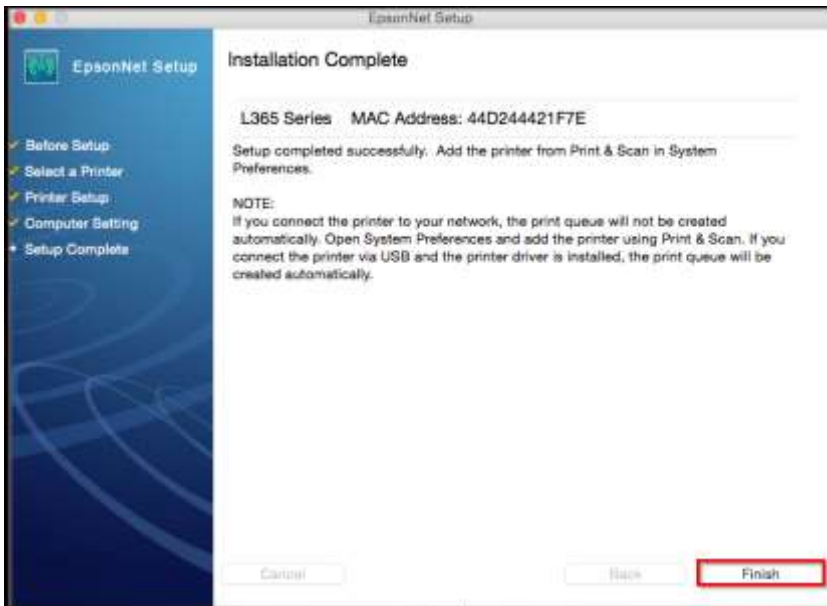 EpsonNet Setup
EpsonNet Setup
Before Setup
Select a Printer
Printer Setup
Computer Setting
Setup Complete
Installation Complete
L365 Series MAC Address: 44D244421F7E
Setup completed successfully. Add the printer from Print & Scan in System
Preferences.
NOTE:
If you connect the printer to your network, the print queue will not be created
automatically. Open System Preferences and add the printer using Print & Scan. If you
connect the printer via USB and the printer driver is installed, the print queue will be
created automatically.
Cancel
Back
Finish